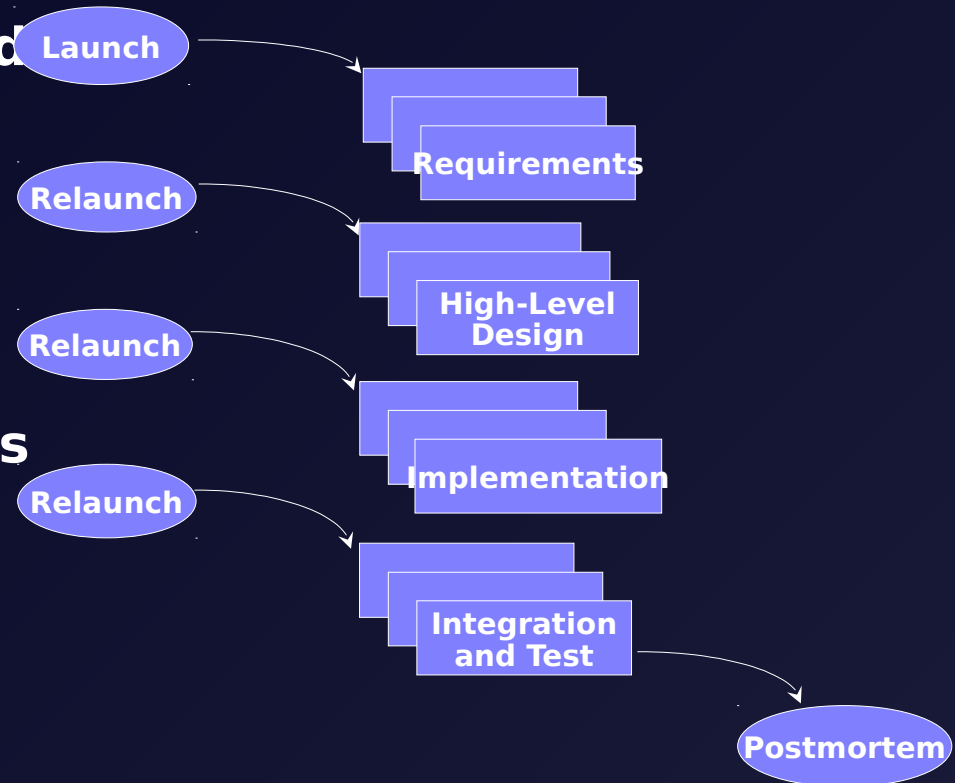 d
Launch
Requirements
Relaunch
High-Level
Design
Relaunch
Implementation
s
Relaunch
Integration
and Test
Postmortem